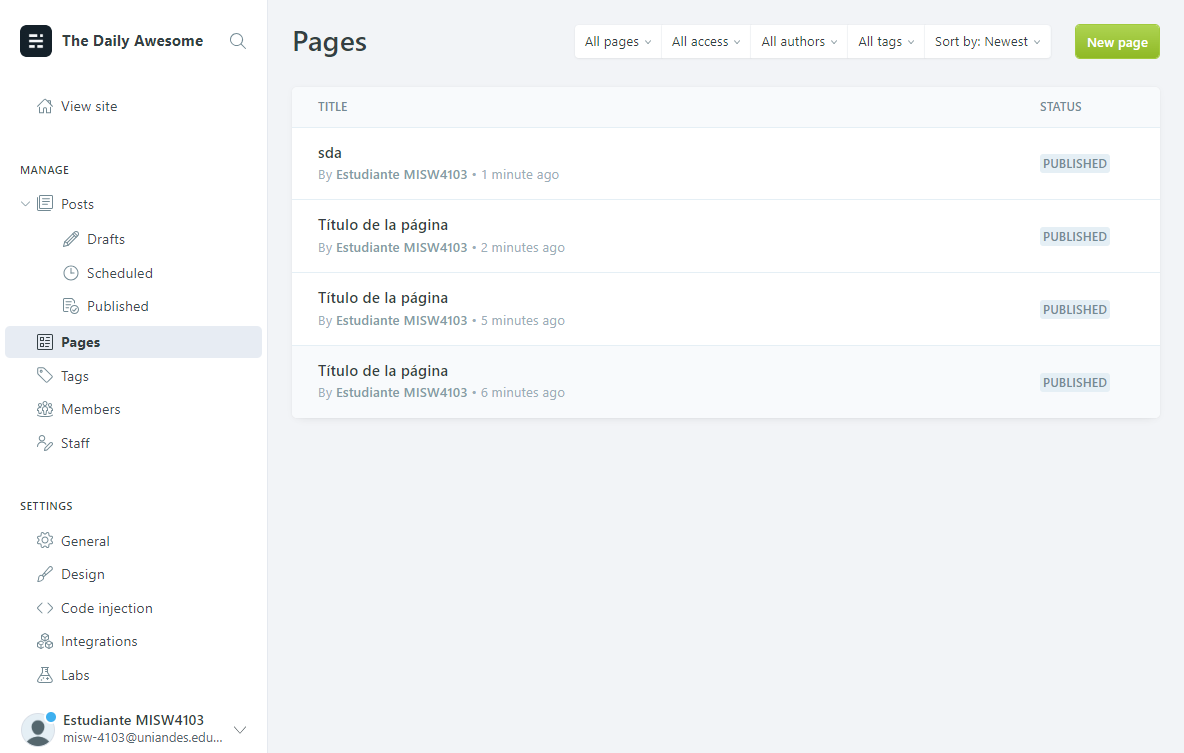 The Daily Awesome
View site
MANAGE
Posts
Drafts
Scheduled
Published
Pages
Tags
Members
Staff
SETTINGS
General
Design
Code injection
Integrations
Labs
Estudiante MISW4103
misw-4103@uniandes.edu...
Pages
All pages All access All authors All tags Sort by: Newest New page
TITLE STATUS
sda
By Estudiante MISW4103 • 1 minute ago
PUBLISHED
Título de la página
By Estudiante MISW4103 • 2 minutes ago
PUBLISHED
Título de la página
By Estudiante MISW4103 • 5 minutes ago
PUBLISHED
Título de la página
By Estudiante MISW4103 • 6 minutes ago
PUBLISHED